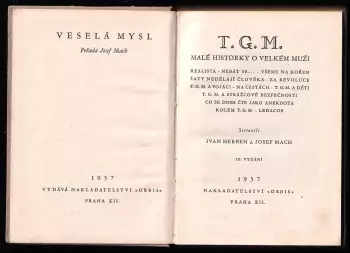 VESELÁ MYSL
Pořádá Josef Mach
1937
VYDÁVÁ NAKLADATELSTVÍ »ORBIS«
PRAHA XII.
T. G. M.
MALÉ HISTORKY O VELKÉM MUŽI
REALISTA - NEBÁT SE... - VŠEMU NA KOŘEN
ŠATY NEDĚLAJÍ ČLOVĚKA - ZA REVOLUCE
T. G. M. A VOJÁCI - NA CESTÁCH - T. G. M. A DĚTI
T. G. M. A STRÁŽCOVÉ BEZPEČNOSTI
CO SE DNES ČTE JAKO ANEKDOTA
KOLEM T. G. M. - LEDACOS
Sestavili
IVAN HERBEN A JOSEF MACH
III. VYDÁNÍ
1937
NAKLADATELSTVÍ »ORBIS«
PRAHA XII.